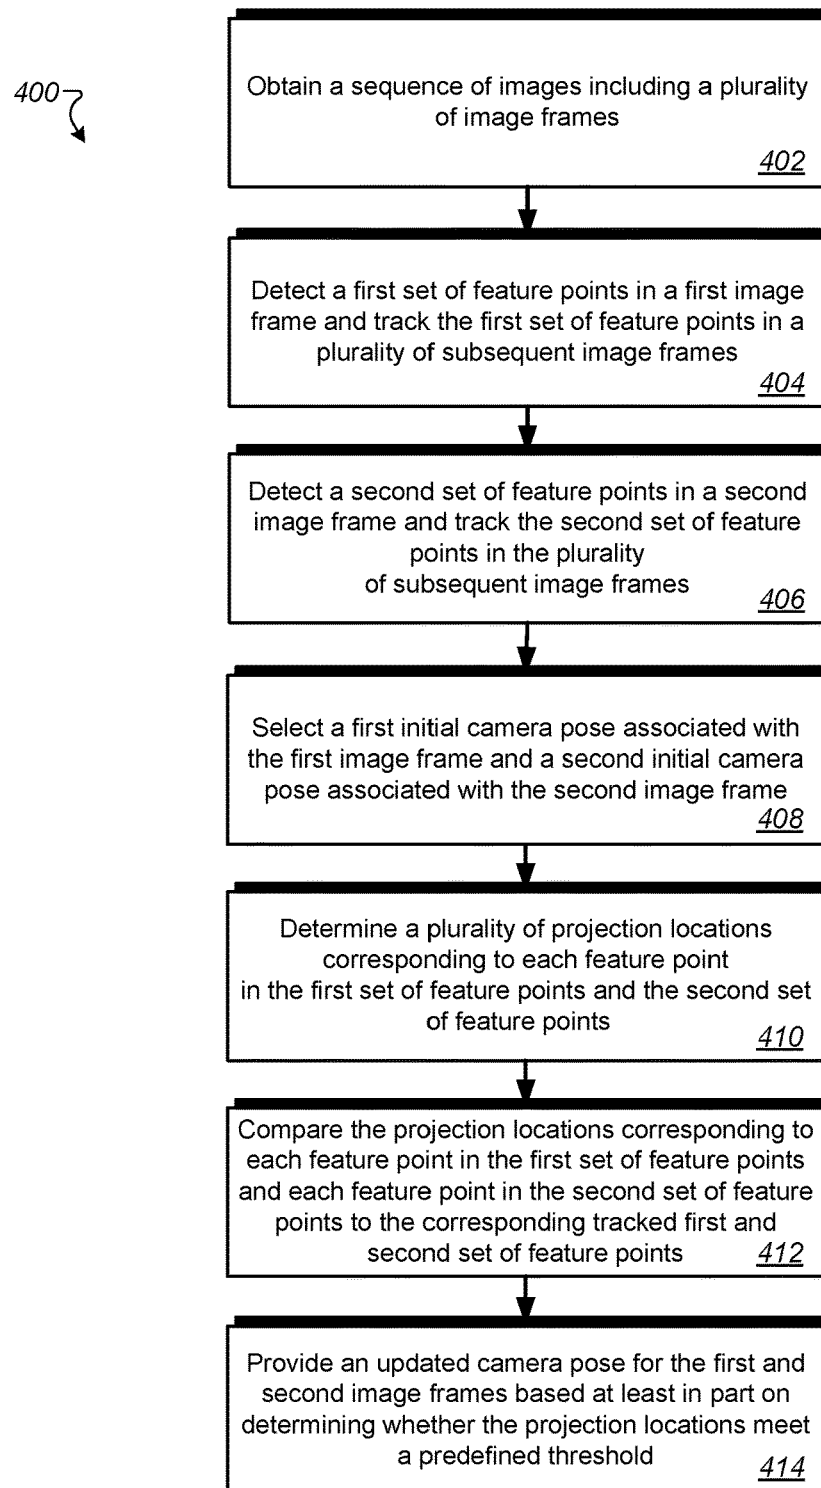 400
Obtain a sequence of images including a plurality
of image frames
402
Detect a first set of feature points in a first image
frame and track the first set of feature points in a
plurality of subsequent image frames
404
Detect a second set of feature points in a second
image frame and track the second set of feature
points in the plurality
of subsequent image frames
406
Select a first initial camera pose associated with
the first image frame and a second initial camera
pose associated with the second image frame
408
Determine a plurality of projection locations
corresponding to each feature point
in the first set of feature points and the second set
of feature points
410
Compare the projection locations corresponding to
each feature point in the first set of feature points
and each feature point in the second set of feature
points to the corresponding tracked first and
second set of feature points
412
Provide an updated camera pose for the first and
second image frames based at least in part on
determining whether the projection locations meet
a predefined threshold
414